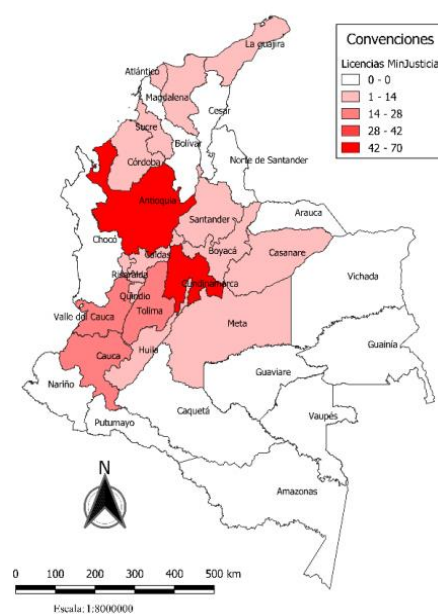 Convenciones
Licencias MinJusticia
0 - 0
1 - 14
14 - 28
28 - 42
42 - 70
La guajira
Atlántico
Magdalena
Cesar
Sucre
Bolívar
Córdoba
Norte de Santander
Antioquia
Santander
Arauca
Chocó
Boyacá
Caldas
Casanare
Risaralda
Cundinamarca
Vichada
Quindío
Valle del Cauca
Tolima
Meta
Guainía
Cauca
Huila
Nariño
Guaviare
Caquetá
Vaupés
Putumayo
Amazonas
N
0 100 200 300 400 500 km
Escala: 1:8000000